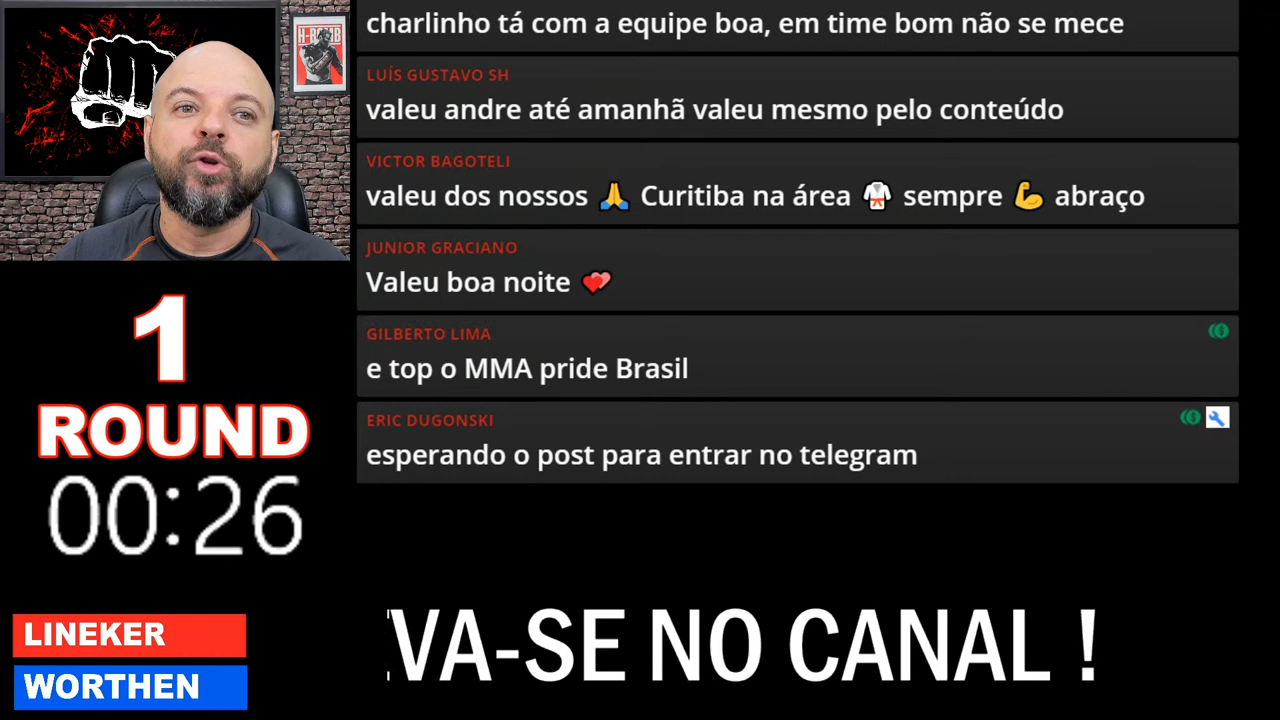 H-BOMB
charlinho tá com a equipe boa, em time bom não se mece
LUÍS GUSTAVO SH
valeu andre até amanhã valeu mesmo pelo conteúdo
VICTOR BAGOTELI
valeu dos nossos 🙏 Curitiba na área 🥋 sempre 💪 abraço
JUNIOR GRACIANO
Valeu boa noite 💕
GILBERTO LIMA
e top o MMA pride Brasil
ERIC DUGONSKI
esperando o post para entrar no telegram
1
ROUND
00:26
LINEKER
WORTHEN
VA-SE NO CANAL !